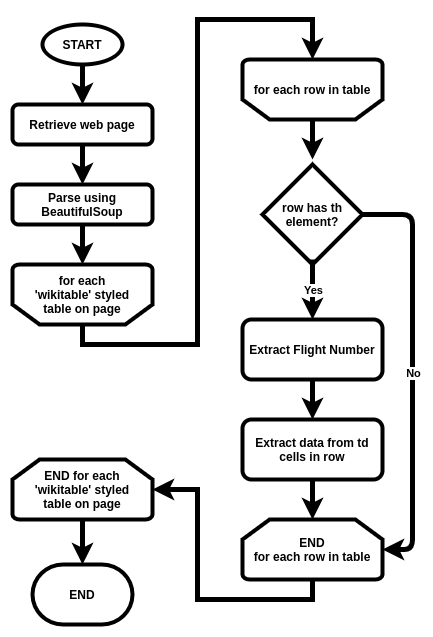 START
Retrieve web page
Parse using
BeautifulSoup
for each
'wikitable' styled
table on page
for each row in table
row has th
element?
Yes
No
Extract Flight Number
Extract data from td
cells in row
END
for each row in table
END for each
'wikitable' styled
table on page
END